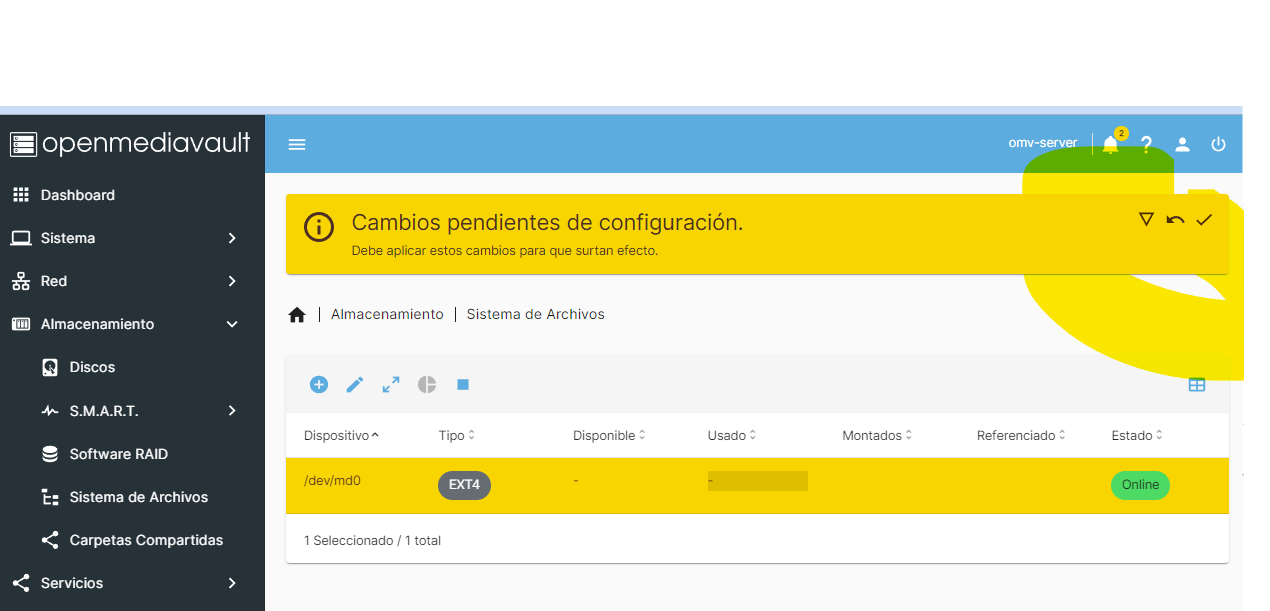 openmediavault
omv-server
2
?
Dashboard
Sistema
Red
Almacenamiento
Discos
S.M.A.R.T.
Software RAID
Sistema de Archivos
Carpetas Compartidas
Servicios
Cambios pendientes de configuración.
Debe aplicar estos cambios para que surtan efecto.
| Almacenamiento | Sistema de Archivos
Dispositivo Tipo Disponible Usado Montados Referenciado Estado
/dev/md0 EXT4 - - Online
1 Seleccionado / 1 total